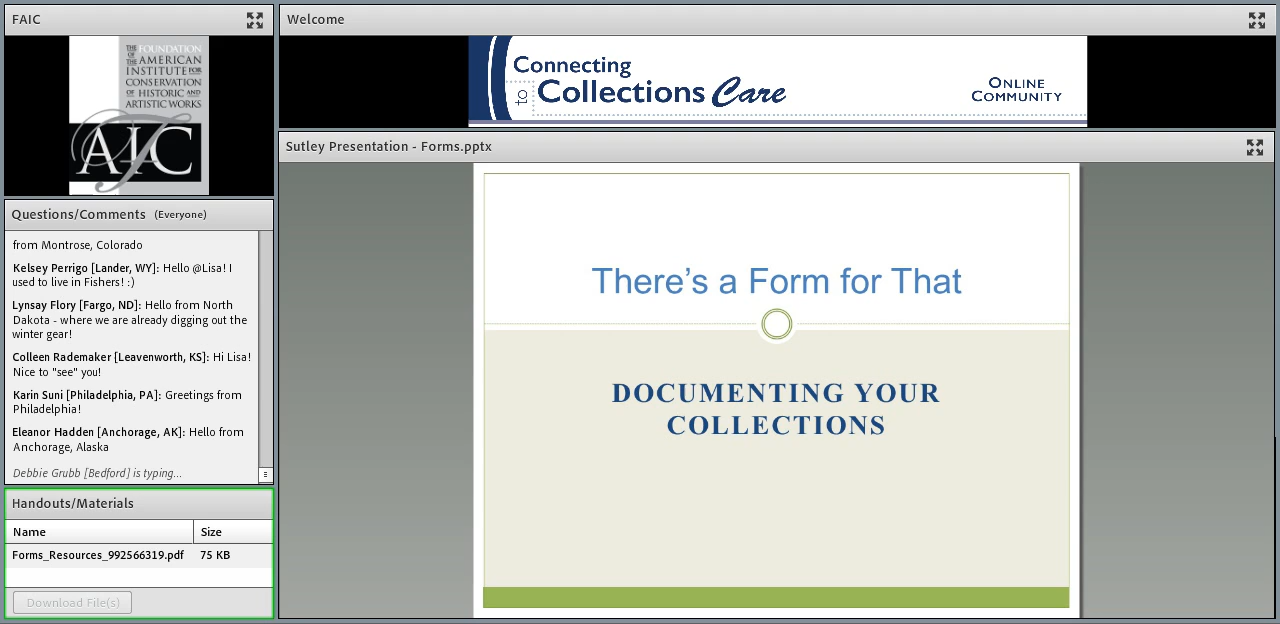 FAIC
THE FOUNDATION
OF THE AMERICAN
INSTITUTE FOR
CONSERVATION
OF HISTORIC AND
ARTISTIC WORKS
AIC
Questions/Comments (Everyone)
from Montrose, Colorado
Kelsey Perrigo [Lander, WY]: Hello @Lisa! I
used to live in Fishers! :)
Lynsay Flory [Fargo, ND]: Hello from North
Dakota - where we are already digging out the
winter gear!
Colleen Rademaker [Leavenworth, KS]: Hi Lisa!
Nice to "see" you!
Karin Suni [Philadelphia, PA]: Greetings from
Philadelphia!
Eleanor Hadden [Anchorage, AK]: Hello from
Anchorage, Alaska
Debbie Grubb [Bedford] is typing...
Handouts/Materials
Name Size
Forms_Resources_992566319.pdf 75 KB
Download File(s)
Welcome
Connecting
to Collections Care
ONLINE
COMMUNITY
Sutley Presentation - Forms.pptx
There’s a Form for That
DOCUMENTING YOUR
COLLECTIONS